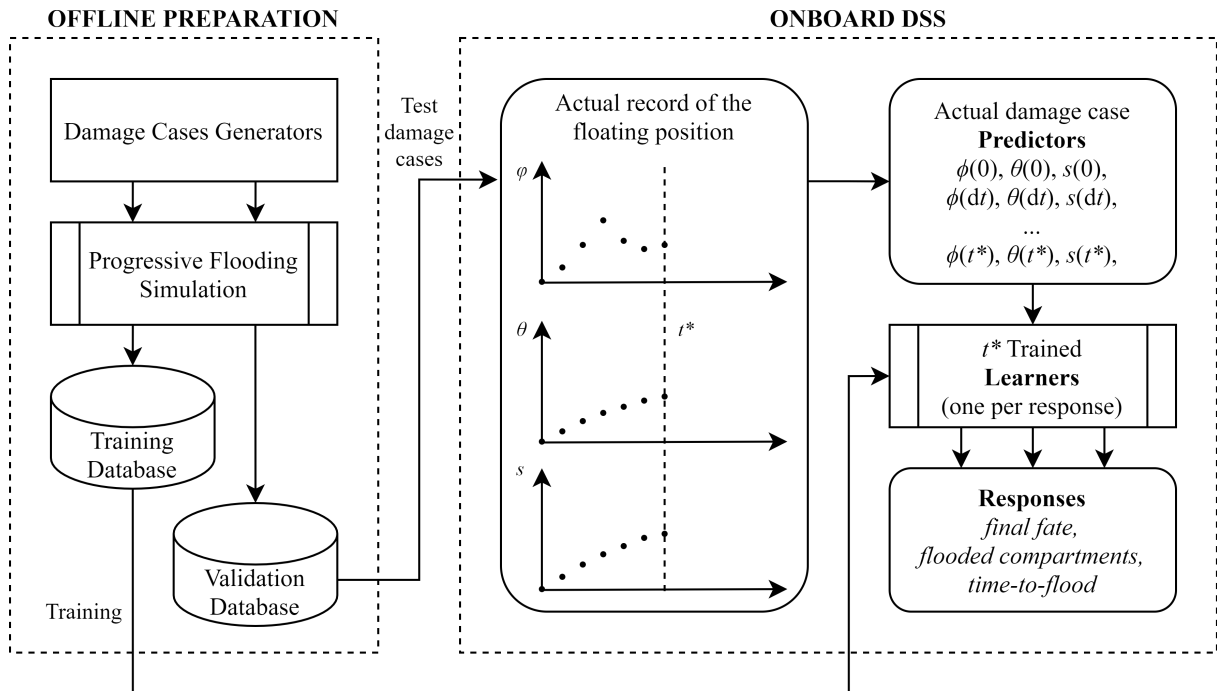 OFFLINE PREPARATION
Damage Cases Generators
Progressive Flooding
Simulation
Training
Database
Validation
Database
Training
Test
damage
cases
ONBOARD DSS
Actual record of the
floating position
φ
θ
t*
s
Actual damage case
Predictors
ϕ(0), θ(0), s(0),
ϕ(dt), θ(dt), s(dt),
...
ϕ(t*), θ(t*), s(t*),
t* Trained
Learners
(one per response)
Responses
final fate,
flooded compartments,
time-to-flood